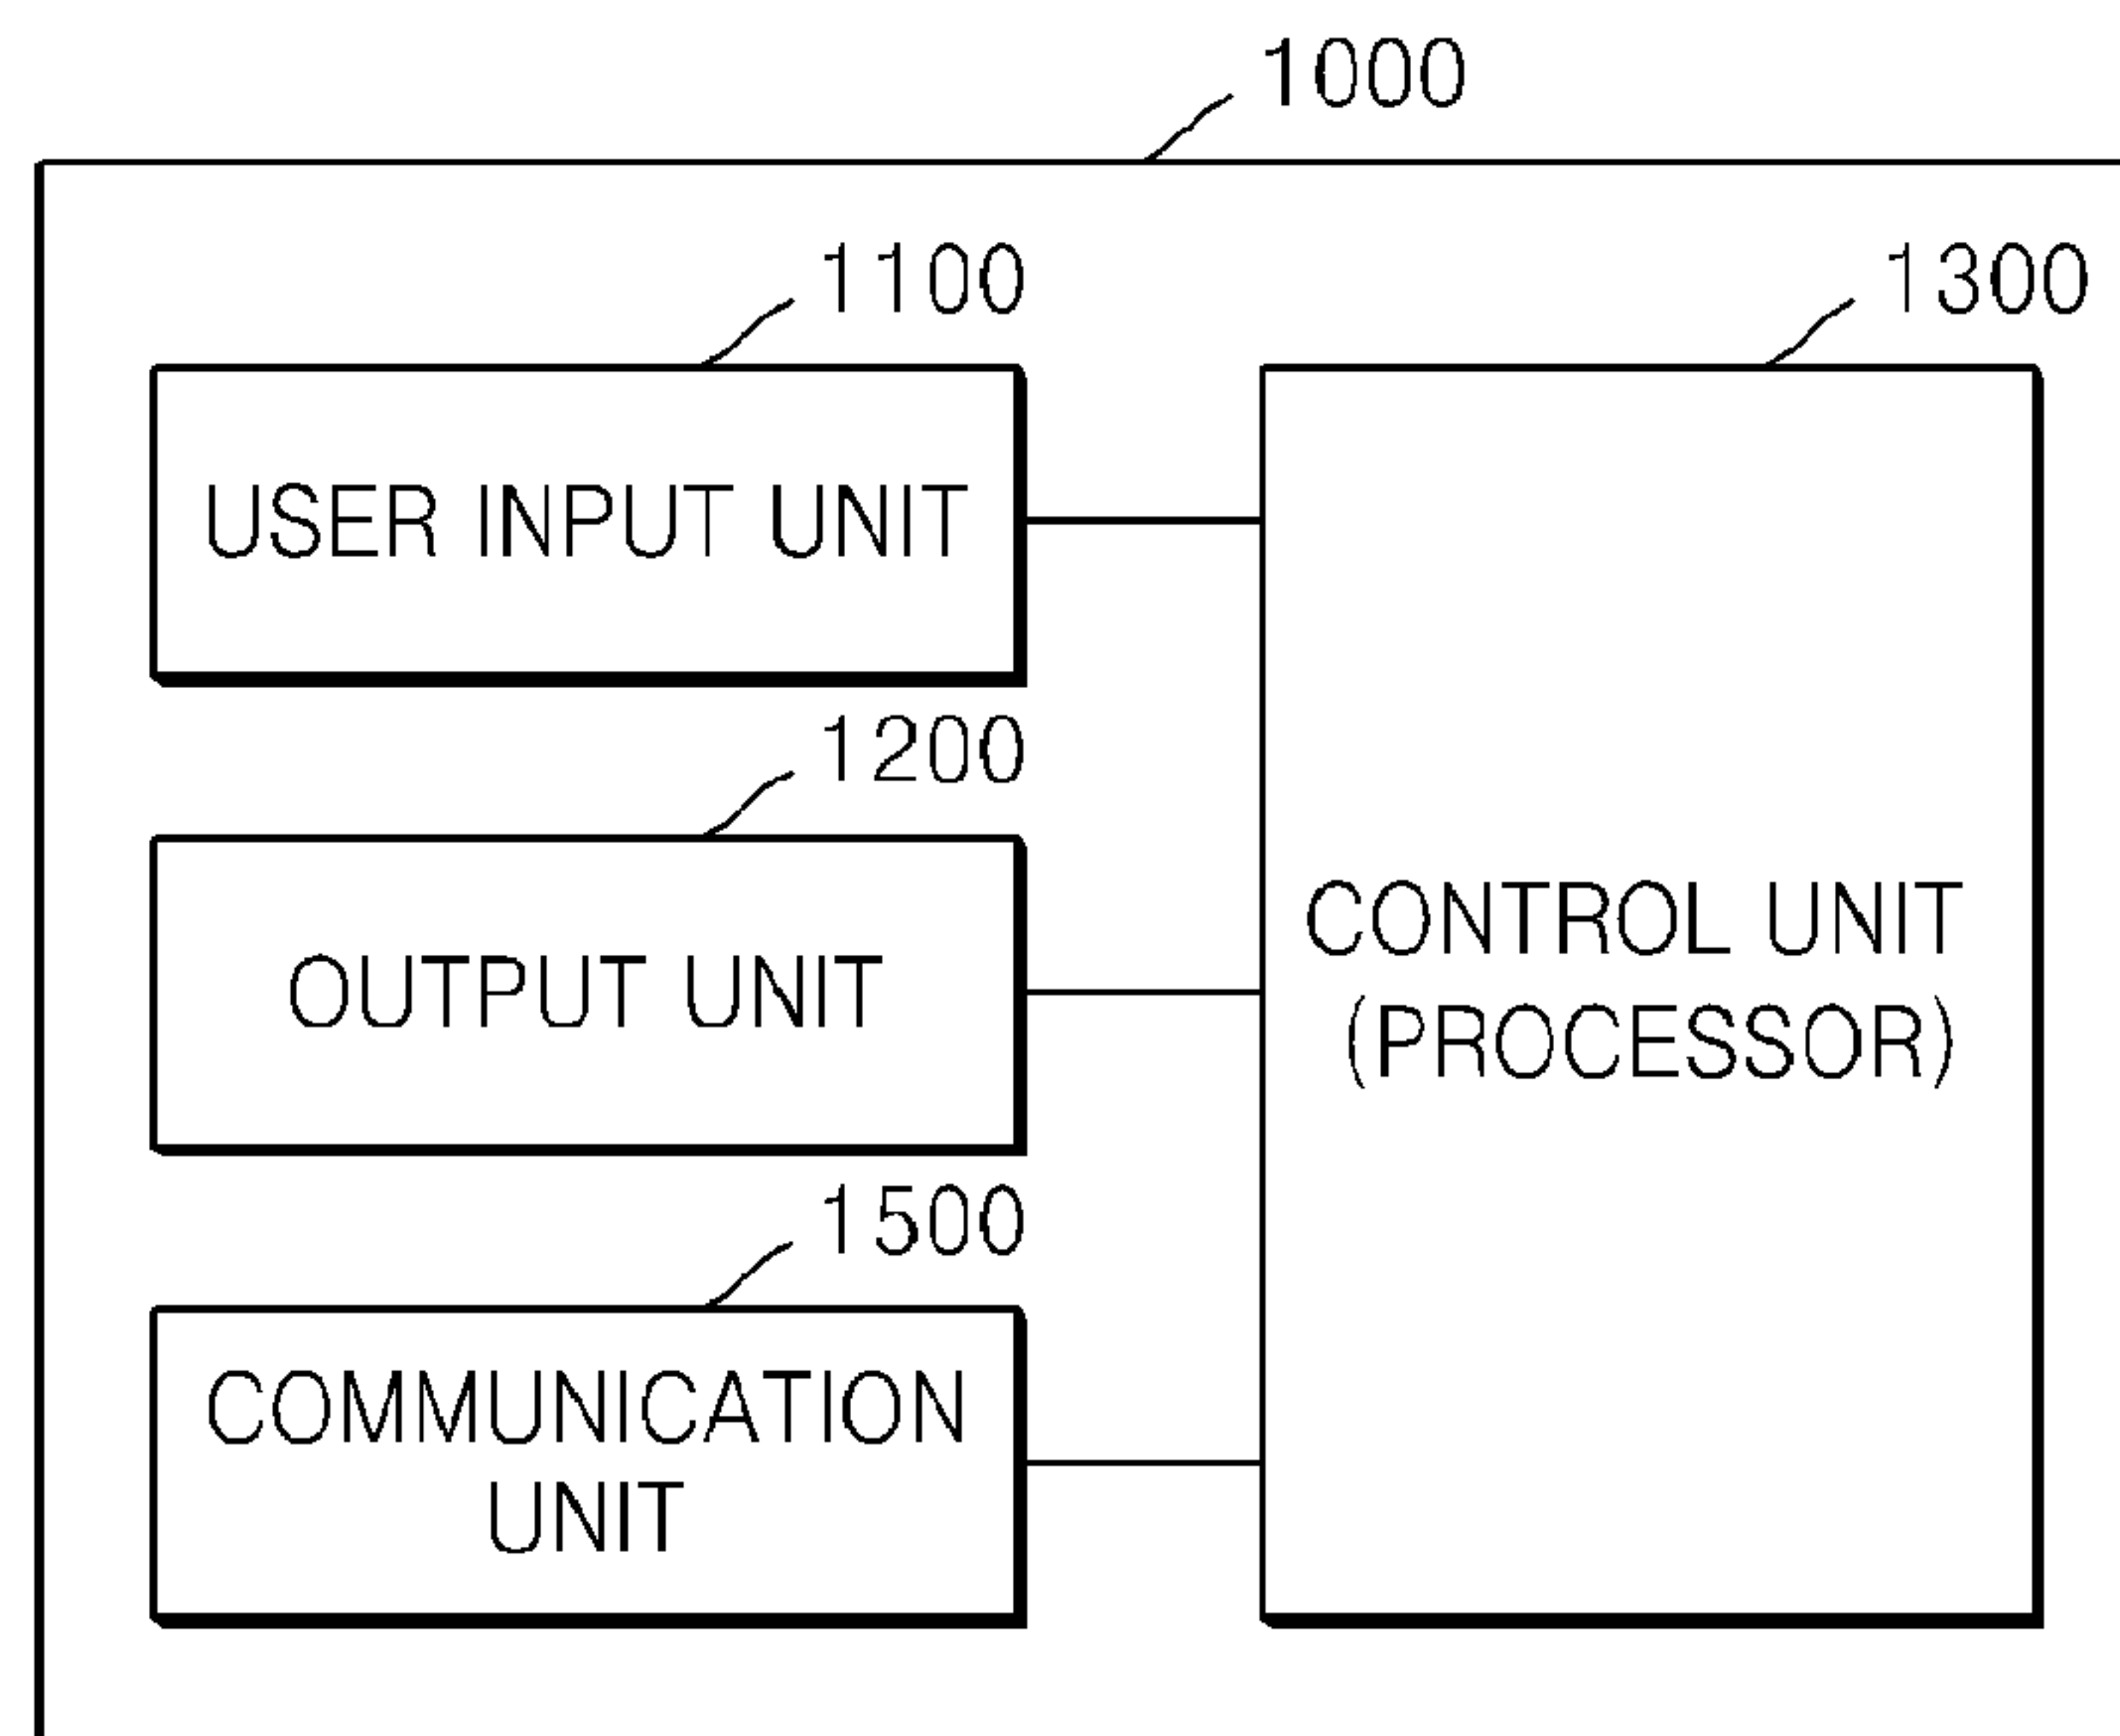 1000
1100
1300
USER INPUT UNIT
1200
OUTPUT UNIT
CONTROL UNIT
(PROCESSOR)
1500
COMMUNICATION
UNIT